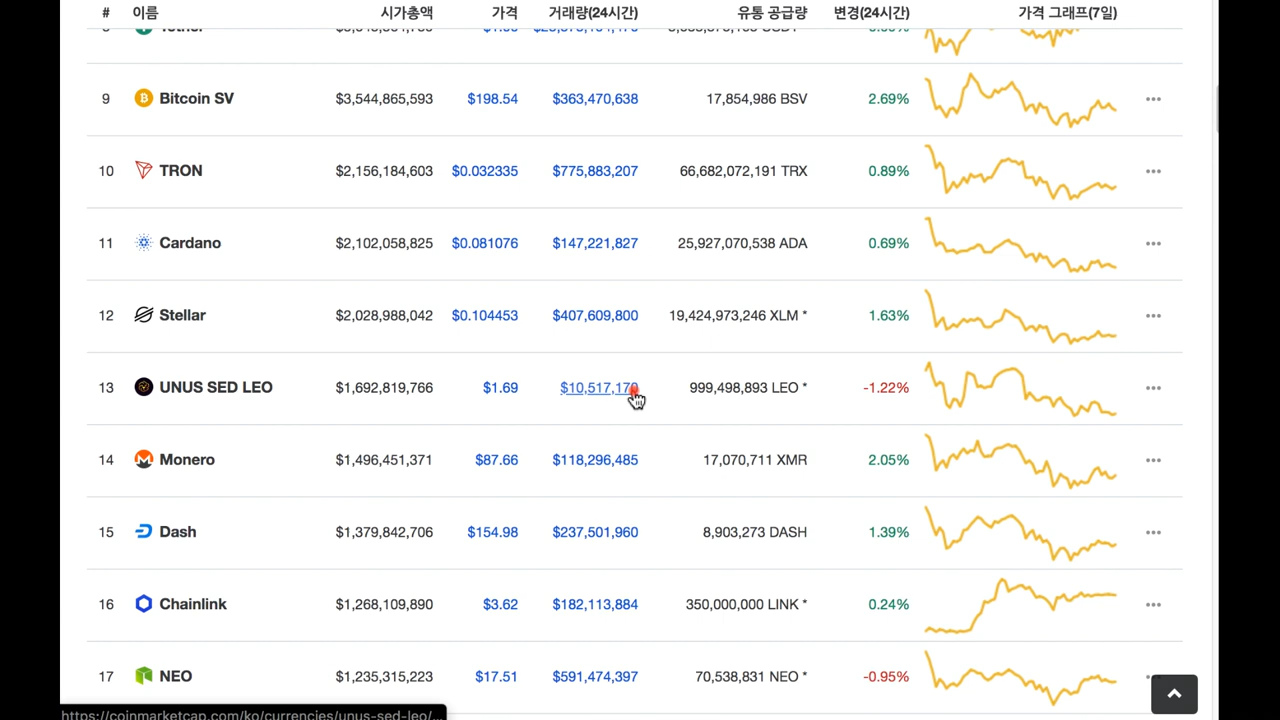 # 이름 시가총액 가격 거래량(24시간) 유통 공급량 변경(24시간) 가격 그래프(7일)
9 Bitcoin SV $3,544,865,593 $198.54 $363,470,638 17,854,986 BSV 2.69%
10 TRON $2,156,184,603 $0.032335 $775,883,207 66,682,072,191 TRX 0.89%
11 Cardano $2,102,058,825 $0.081076 $147,221,827 25,927,070,538 ADA 0.69%
12 Stellar $2,028,988,042 $0.104453 $407,609,800 19,424,973,246 XLM * 1.63%
13 UNUS SED LEO $1,692,819,766 $1.69 999,498,893 LEO * -1.22%
14 Monero $1,496,451,371 $87.66 $118,296,485 17,070,711 XMR 2.05%
15 Dash $1,379,842,706 $154.98 $237,501,960 8,903,273 DASH 1.39%
16 Chainlink $1,268,109,890 $3.62 $182,113,884 350,000,000 LINK * 0.24%
17 NEO $1,235,315,223 $17.51 $591,474,397 70,538,831 NEO * -0.95%
https://coinmarketcap.com/ko/currencies/unus-sed-leo/...